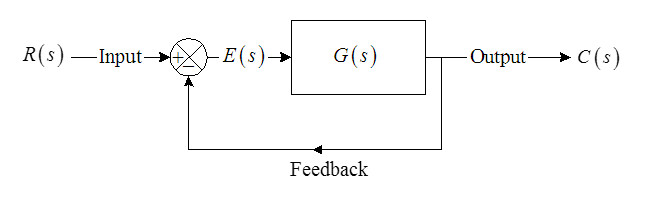 R(s) Input + − E(s) G(s) Output C(s)
Feedback